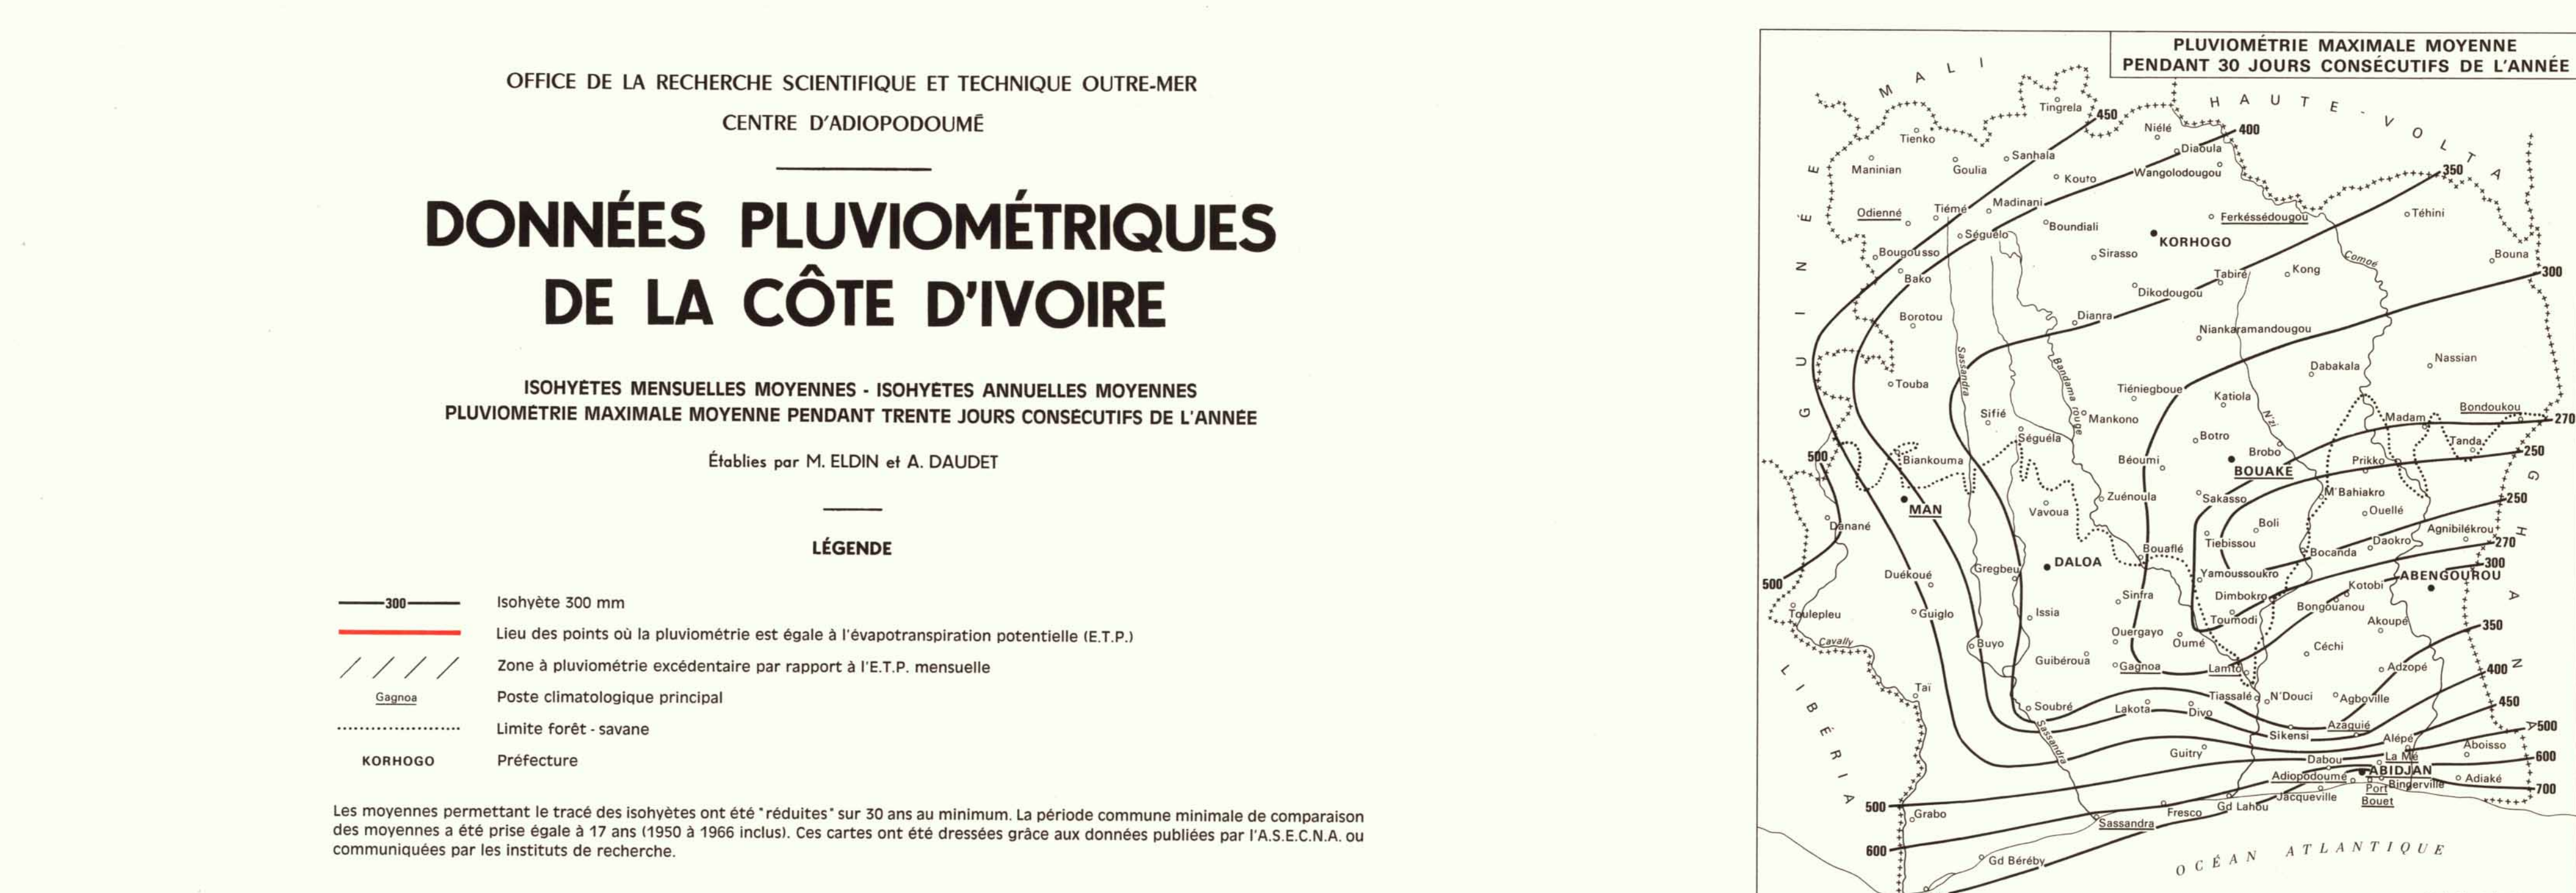 OFFICE DE LA RECHERCHE SCIENTIFIQUE ET TECHNIQUE OUTRE-MER
CENTRE D'ADIOPODOUMÉ
DONNÉES PLUVIOMÉTRIQUES
DE LA CÔTE D'IVOIRE
ISOHYÈTES MENSUELLES MOYENNES - ISOHYÈTES ANNUELLES MOYENNES
PLUVIOMÉTRIE MAXIMALE MOYENNE PENDANT TRENTE JOURS CONSÉCUTIFS DE L'ANNÉE
Établies par M. ELDIN et A. DAUDET
LÉGENDE
300 Isohyète 300 mm
Lieu des points où la pluviométrie est égale à l'évapotranspiration potentielle (E.T.P.)
Zone à pluviométrie excédentaire par rapport à l'E.T.P. mensuelle
Gagnoa Poste climatologique principal
Limite forêt - savane
KORHOGO Préfecture
Les moyennes permettant le tracé des isohyètes ont été "réduites" sur 30 ans au minimum. La période commune minimale de comparaison
des moyennes a été prise égale à 17 ans (1950 à 1966 inclus). Ces cartes ont été dressées grâce aux données publiées par l'A.S.E.C.N.A. ou
communiquées par les instituts de recherche.
PLUVIOMÉTRIE MAXIMALE MOYENNE
PENDANT 30 JOURS CONSÉCUTIFS DE L'ANNÉE
MALI
HAUTE-VOLTA
GUINÉE
LIBÉRIA
GHANA
OCÉAN ATLANTIQUE
Tingrela
450
Niélé
400
Tienko
Diaoula
Sanhala
Maninian
Goulia
Kouto
Wangolodougou
350
Odienné
Tiémé
Madinani
Ferkéssédougou
Téhini
Séguélo
Boundiali
KORHOGO
Bougousso
Sirasso
Comoé
Bouna
Bako
Tabiré
Kong
300
Dikodougou
Borotou
Dianra
Niankaramandougou
Sassandra
Bandama rouge
Dabakala
Nassian
Touba
Tiéniegboue
Katiola
N'zi
Sifié
Mankono
Madam
Bondoukou
270
Séguéla
Botro
Tanda
500
Biankouma
Béoumi
Brobo
BOUAKÉ
Prikko
250
MAN
Zuénoula
Sakasso
M'Bahiakro
250
Vavoua
Ouellé
Danané
Boli
Agnibilékrou
Tiebissou
Daokro
270
Bouaflé
Bocanda
500
Duékoué
Gregbeu
DALOA
Yamoussoukro
300
Kotobi
ABENGOUROU
Toulepleu
Guiglo
Issia
Sinfra
Dimbokro
Bongouanou
Toumodi
Akoupé
350
Cavally
Buyo
Ouergayo
Oumé
Céchi
Guibéroua
Gagnoa
Lamto
Adzopé
400
Taï
Soubré
Lakota
Divo
Tiassalé
N'Douci
Agboville
450
Sassandra
Azaguié
500
Sikensi
Alépé
Guitry
Aboisso
Dabou
La Mé
600
Adiopodoumé
ABIDJAN
Adiaké
Port
Bouet
Bingerville
700
500
Jacqueville
Grabo
Fresco
Gd Lahou
Sassandra
600
Gd Béréby